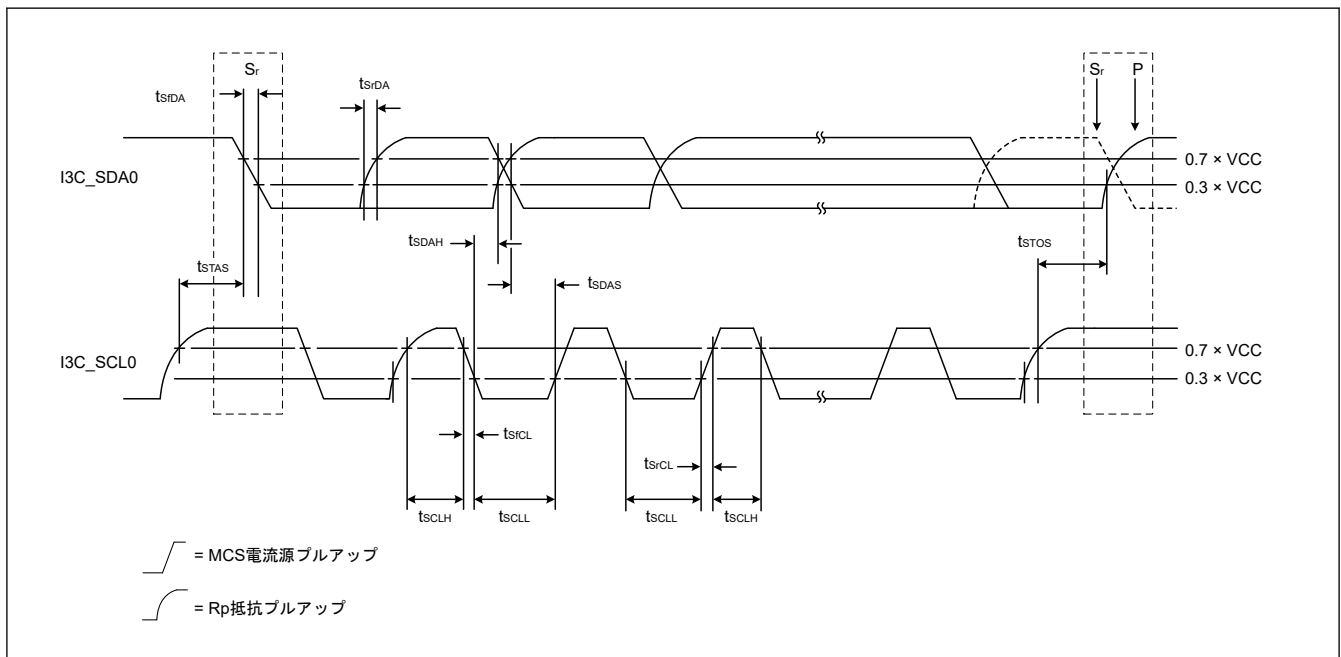 Sr
tSfDA
tSrDA
Sr
P
I3C_SDA0
0.7 × VCC
0.3 × VCC
tSDAH
tSTAS
tSDAS
tSTOS
I3C_SCL0
0.7 × VCC
0.3 × VCC
tSfCL
tSrCL
tSCLH
tSCLL
tSCLL
tSCLH
= MCS電流源プルアップ
= Rp抵抗プルアップ